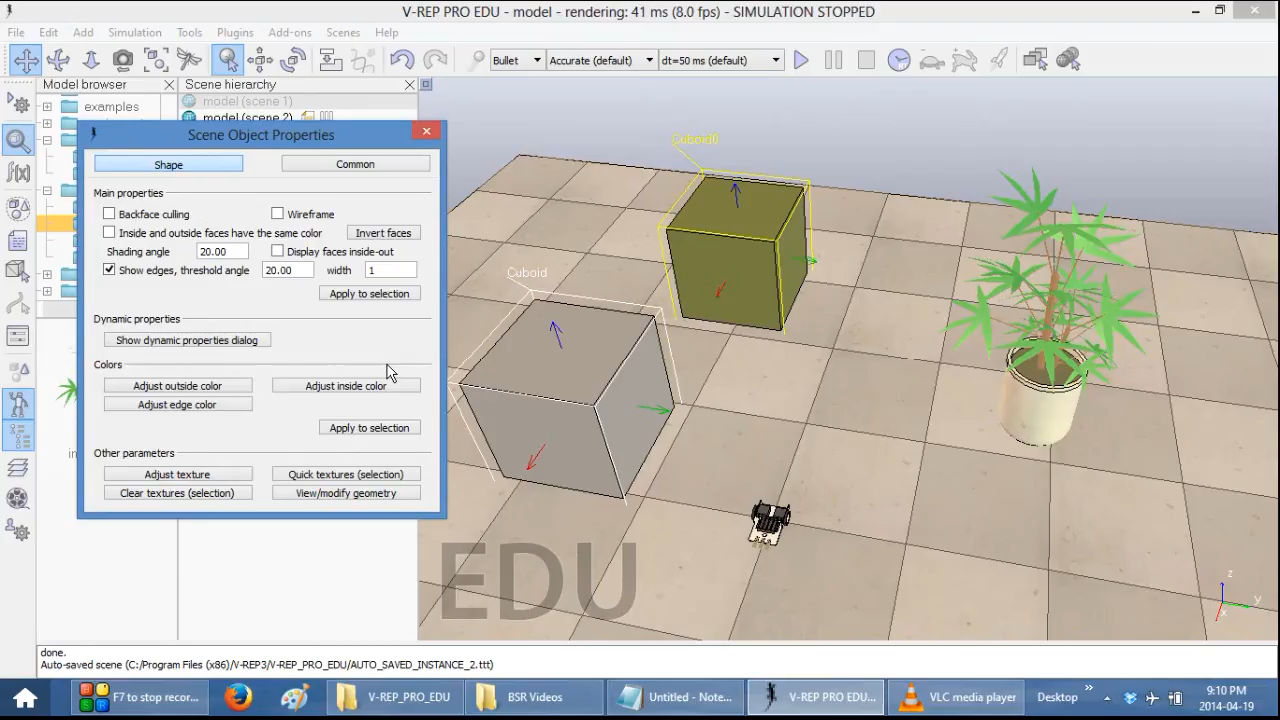 V-REP PRO EDU - model - rendering: 41 ms (8.0 fps) - SIMULATION STOPPED
File Edit Add Simulation Tools Plugins Add-ons Scenes Help
Bullet Accurate (default) dt=50 ms (default)
Model browser Scene hierarchy
examples
model (scene 1)
model (scene 2)
Scene Object Properties
Shape Common
Main properties
Backface culling Wireframe
Inside and outside faces have the same color Invert faces
Shading angle 20.00 Display faces inside-out
Show edges, threshold angle 20.00 width 1
Apply to selection
Dynamic properties
Show dynamic properties dialog
Colors
Adjust outside color Adjust inside color
Adjust edge color
Apply to selection
Other parameters
Adjust texture Quick textures (selection)
Clear textures (selection) View/modify geometry
in
Cuboid0
Cuboid
EDU
z
y
x
done.
Auto-saved scene (C:/Program Files (x86)/V-REP3/V-REP_PRO_EDU/AUTO_SAVED_INSTANCE_2.ttt)
F7 to stop recor... V-REP_PRO_EDU BSR Videos Untitled - Note... V-REP PRO EDU... VLC media player Desktop
9:10 PM
2014-04-19